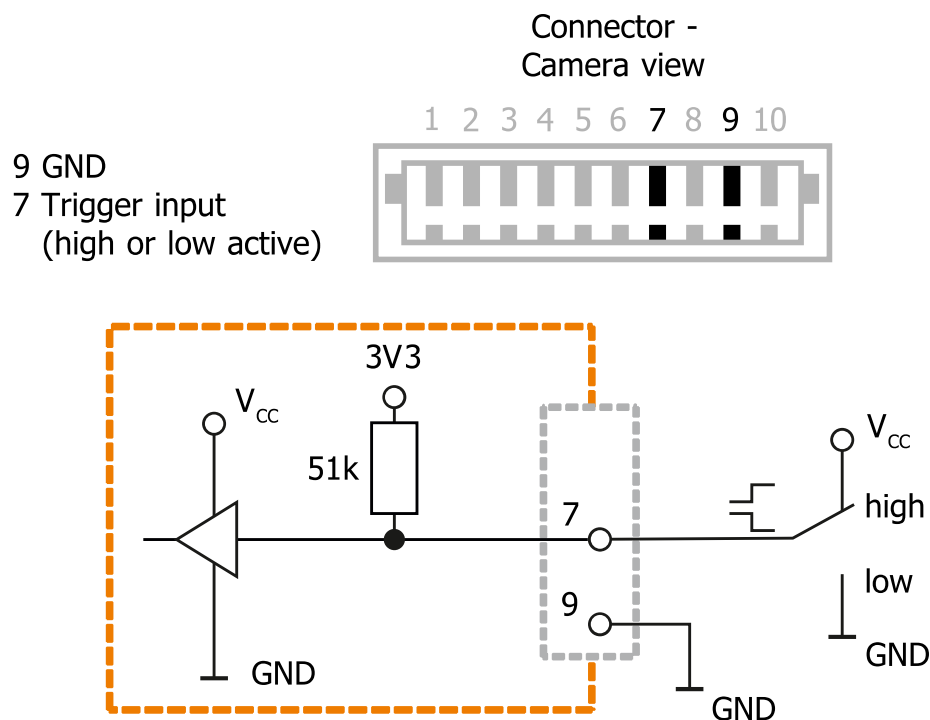 Connector -
Camera view
1 2 3 4 5 6 7 8 9 10
9 GND
7 Trigger input
(high or low active)
3V3
VCC
51k
7
9
GND
VCC
high
low
GND
GND